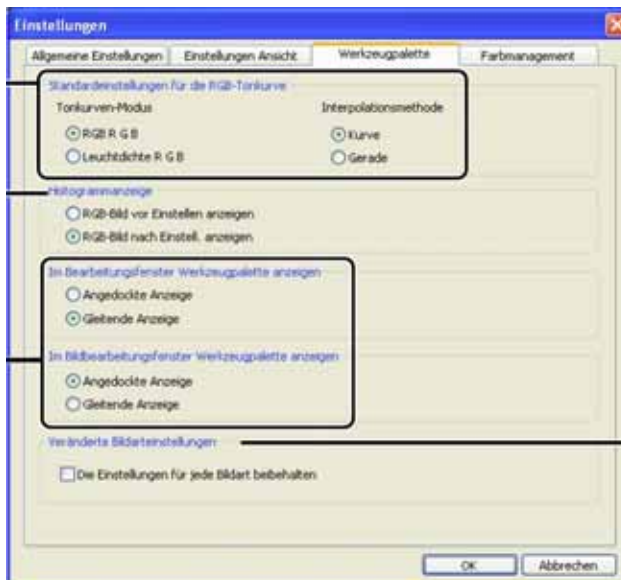 Einstellungen
Allgemeine Einstellungen Einstellungen Ansicht Werkzeugpalette Farbmanagement
Standardeinstellungen für die RGB-Tonkurve
Tonkurven-Modus Interpolationsmethode
RGB R G B Kurve
Leuchtdichte R G B Gerade
Histogrammanzeige
RGB-Bild vor Einstellen anzeigen
RGB-Bild nach Einstell. anzeigen
Im Bearbeitungsfenster Werkzeugpalette anzeigen
Angedockte Anzeige
Gleitende Anzeige
Im Bildbearbeitungsfenster Werkzeugpalette anzeigen
Angedockte Anzeige
Gleitende Anzeige
Veränderte Bildarteinstellungen
Die Einstellungen für jede Bildart beibehalten
OK Abbrechen